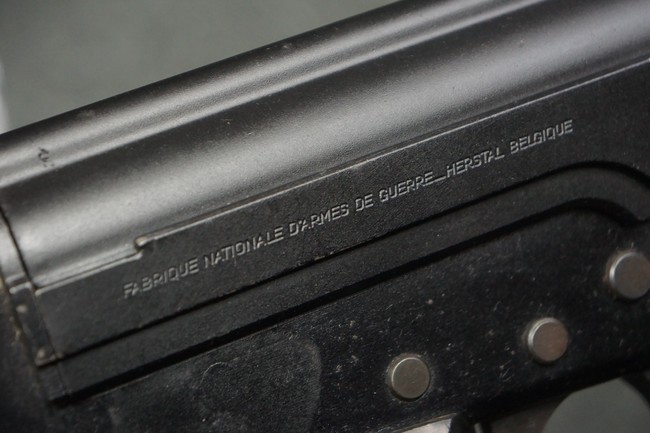 FABRIQUE NATIONALE D'ARMES DE GUERRE_HERSTAL BELGIQUE